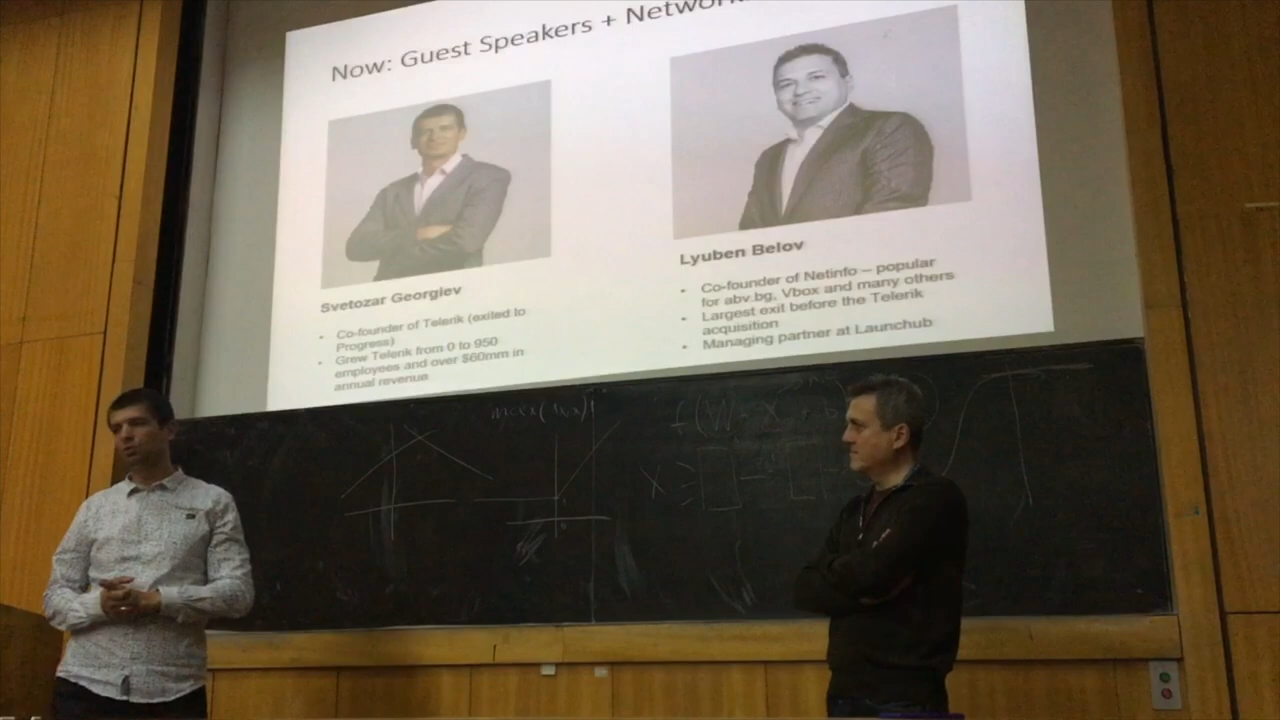 Now: Guest Speakers +
Svetozar Georgiev
• Co-founder of Telerik (exited to
Progress)
• Grew Telerik from 0 to 950
employees and over $60mm in
annual revenue
Lyuben Belov
• Co-founder of Netinfo – popular
for abv.bg, Vbox and many others
• Largest exit before the Telerik
acquisition
• Managing partner at Launchub
f(W · X + b)
X